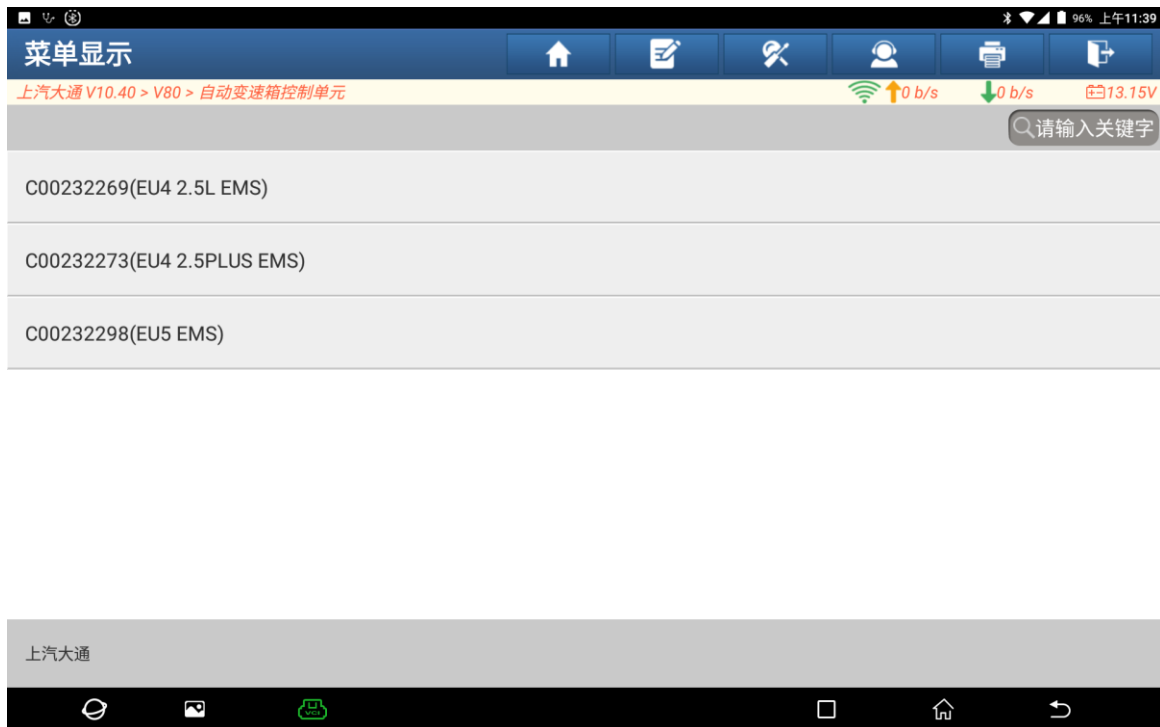 96% 上午11:39
菜单显示
上汽大通 V10.40 > V80 > 自动变速箱控制单元 0 b/s 0 b/s 13.15V
请输入关键字
C00232269(EU4 2.5L EMS)
C00232273(EU4 2.5PLUS EMS)
C00232298(EU5 EMS)
上汽大通
VCI